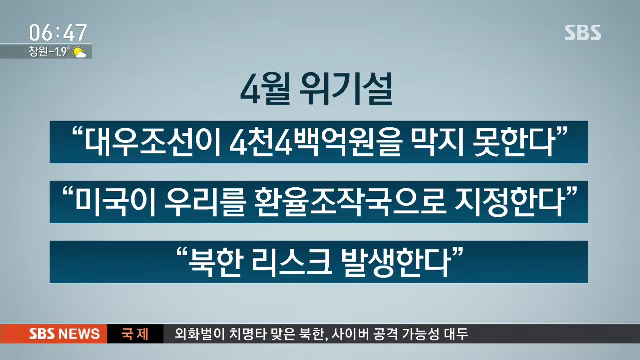 06:47
창원 -1.9°
SBS
4월 위기설
“대우조선이 4천4백억원을 막지 못한다”
“미국이 우리를 환율조작국으로 지정한다”
“북한 리스크 발생한다”
SBS NEWS 국 제 외화벌이 치명타 맞은 북한, 사이버 공격 가능성 대두